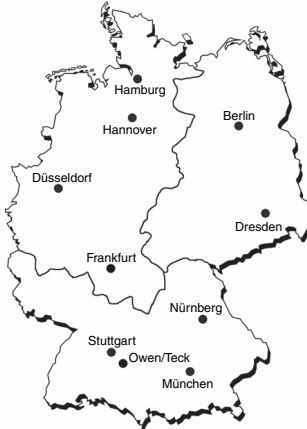 Hamburg
Berlin
Hannover
Düsseldorf
Dresden
Frankfurt
Nürnberg
Stuttgart
Owen/Teck
München